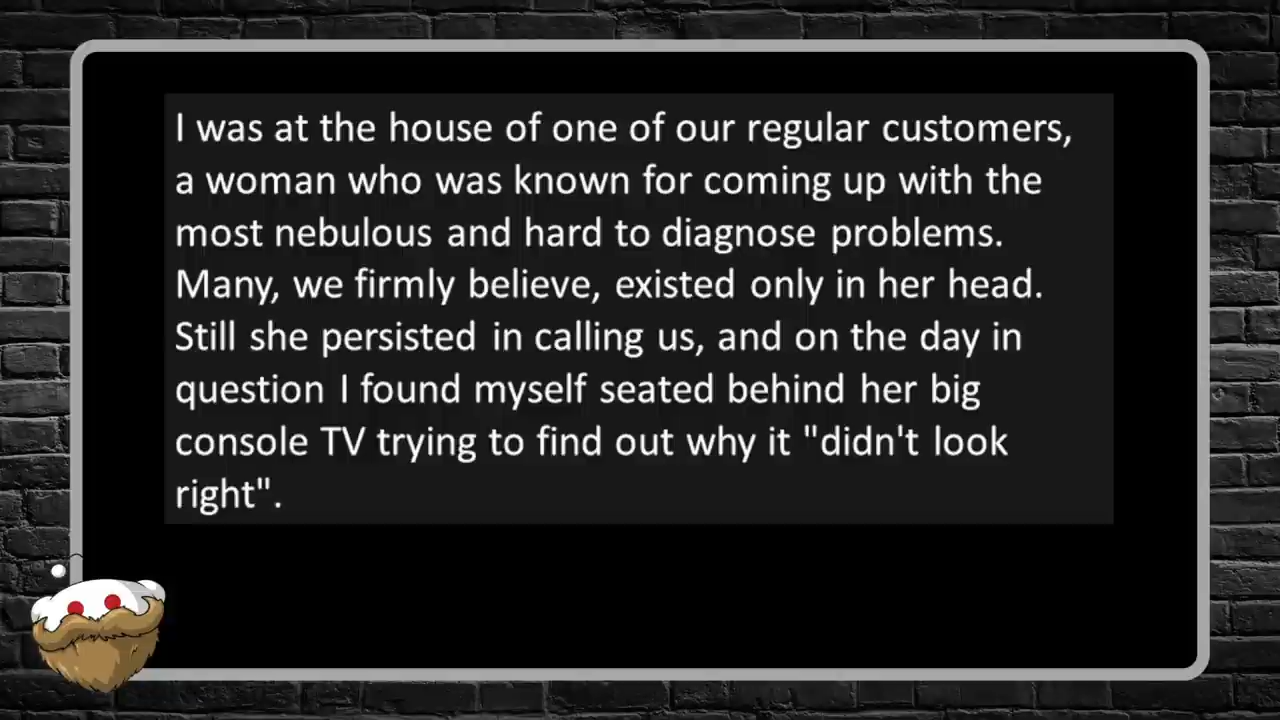 I was at the house of one of our regular customers,
a woman who was known for coming up with the
most nebulous and hard to diagnose problems.
Many, we firmly believe, existed only in her head.
Still she persisted in calling us, and on the day in
question I found myself seated behind her big
console TV trying to find out why it "didn't look
right".